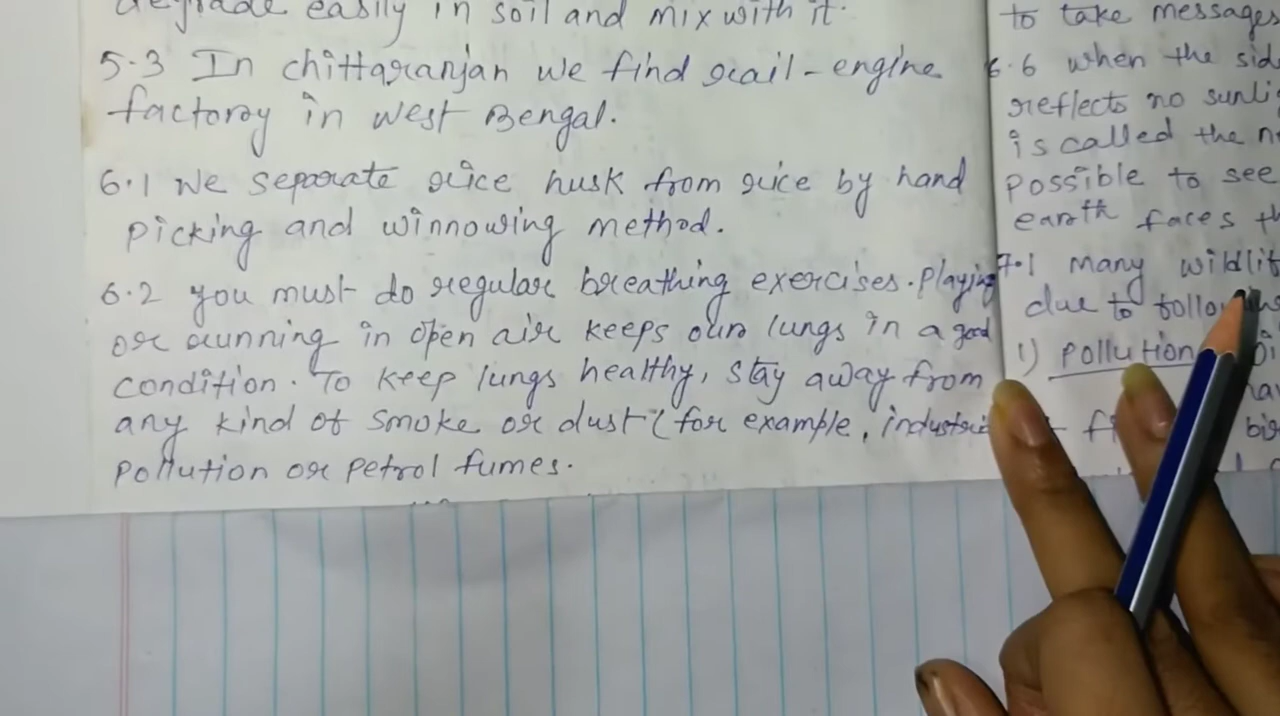 degrade easily in soil and mix with it.
5.3 In chittaranjan we find rail-engine
factory in west Bengal.
6.1 We separate rice husk from rice by hand
picking and winnowing method.
6.2 you must do regular breathing exercises. Playing
or running in open air keeps our lungs in a good
condition. To keep lungs healthy, stay away from
any kind of smoke or dust (for example, industrial
pollution or petrol fumes.
to take messages
6.6 when the
reflects no
is called the
possible to see
earth faces
7.1 Many
due to
1) pollution